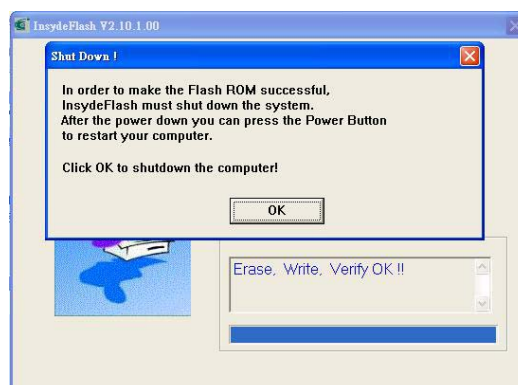 InsydeFlash V2.10.1.00
Shut Down !
In order to make the Flash ROM successful,
InsydeFlash must shut down the system.
After the power down you can press the Power Button
to restart your computer.
Click OK to shutdown the computer!
OK
Erase, Write, Verify OK !!